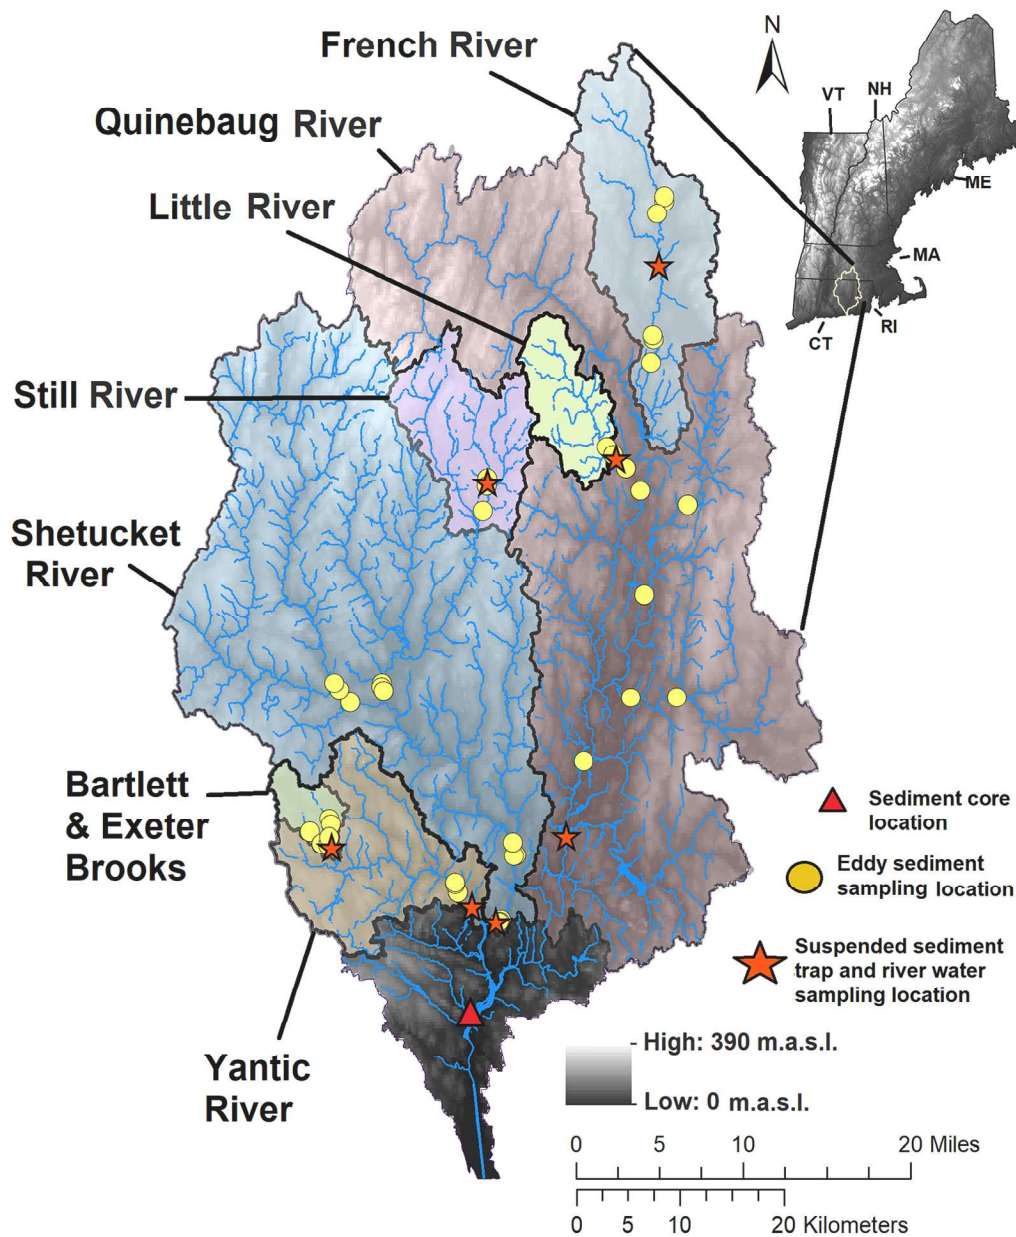 French River
N
VT
NH
Quinebaug River
ME
Little River
MA
RI
CT
Still River
Shetucket
River
Bartlett
& Exeter
Brooks
Sediment core
location
Eddy sediment
sampling location
Suspended sediment
trap and river water
sampling location
Yantic
River
High: 390 m.a.s.l.
Low: 0 m.a.s.l.
0 5 10 20 Miles
0 5 10 20 Kilometers